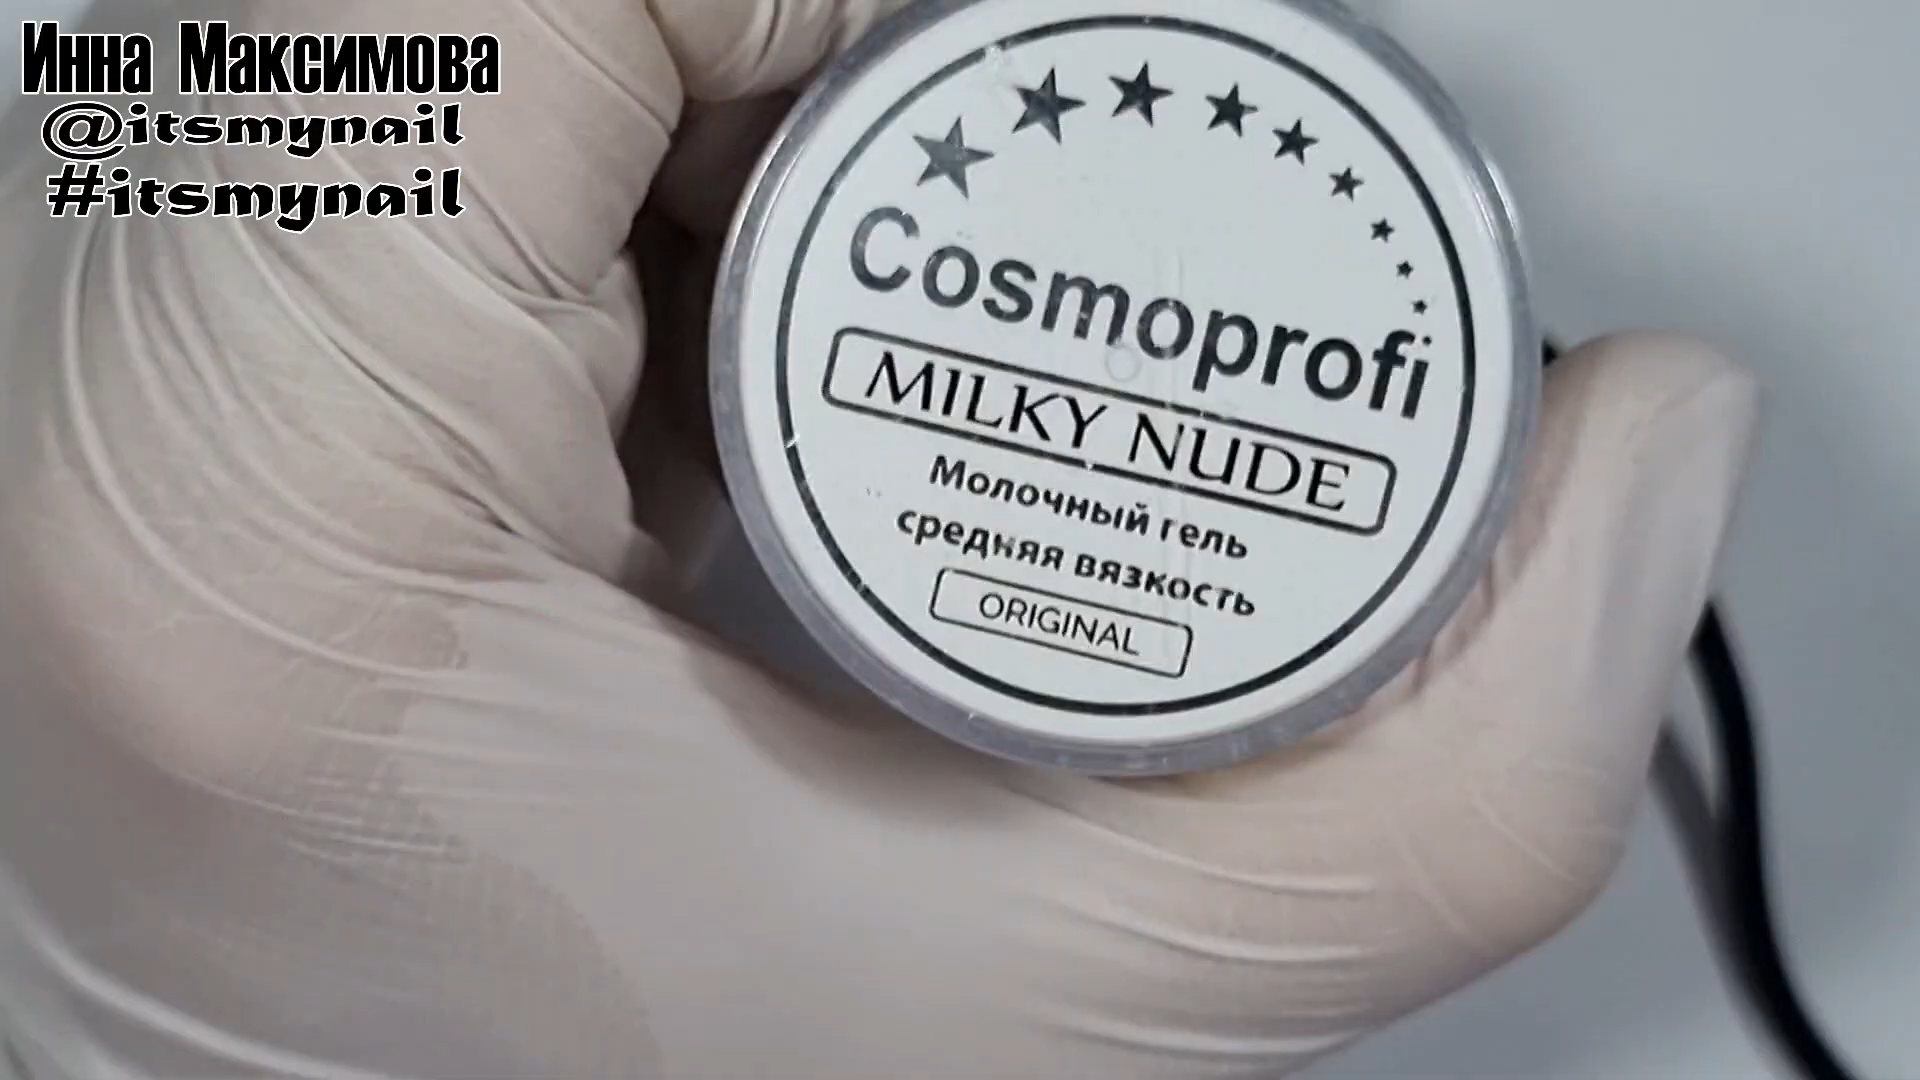 Инна Максимова
@itsmynail
#itsmynail
Cosmoprofi
MILKY NUDE
Молочный гель
средняя вязкость
ORIGINAL